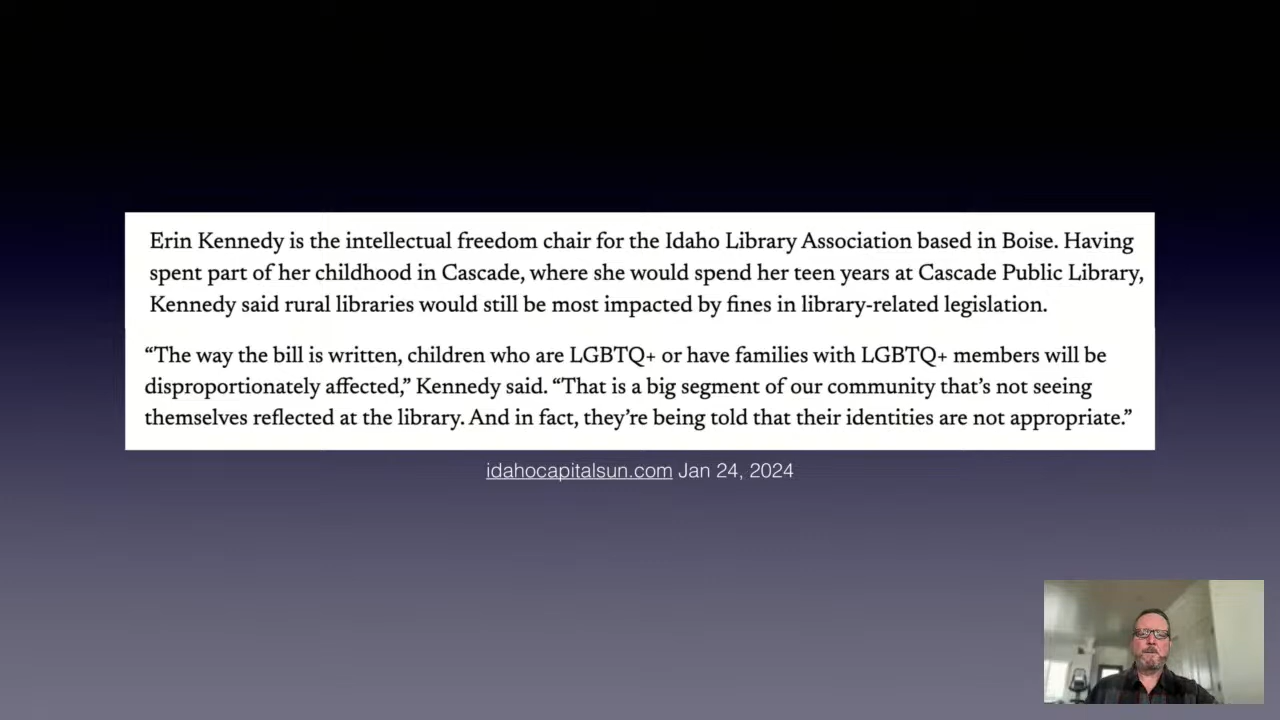 Erin Kennedy is the intellectual freedom chair for the Idaho Library Association based in Boise. Having
spent part of her childhood in Cascade, where she would spend her teen years at Cascade Public Library,
Kennedy said rural libraries would still be most impacted by fines in library-related legislation.
“The way the bill is written, children who are LGBTQ+ or have families with LGBTQ+ members will be
disproportionately affected,” Kennedy said. “That is a big segment of our community that’s not seeing
themselves reflected at the library. And in fact, they’re being told that their identities are not appropriate.”
idahocapitalsun.com Jan 24, 2024